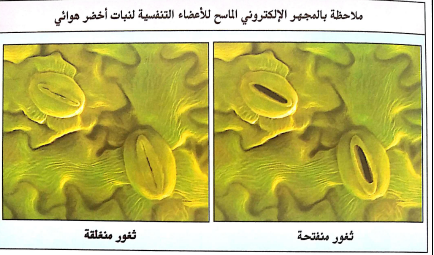 ملاحظة بالمجهر الإلكتروني الماسح للأعضاء التنفسية لنبات أخضر هوائي
ثغور منفتحة
ثغور منغلقة